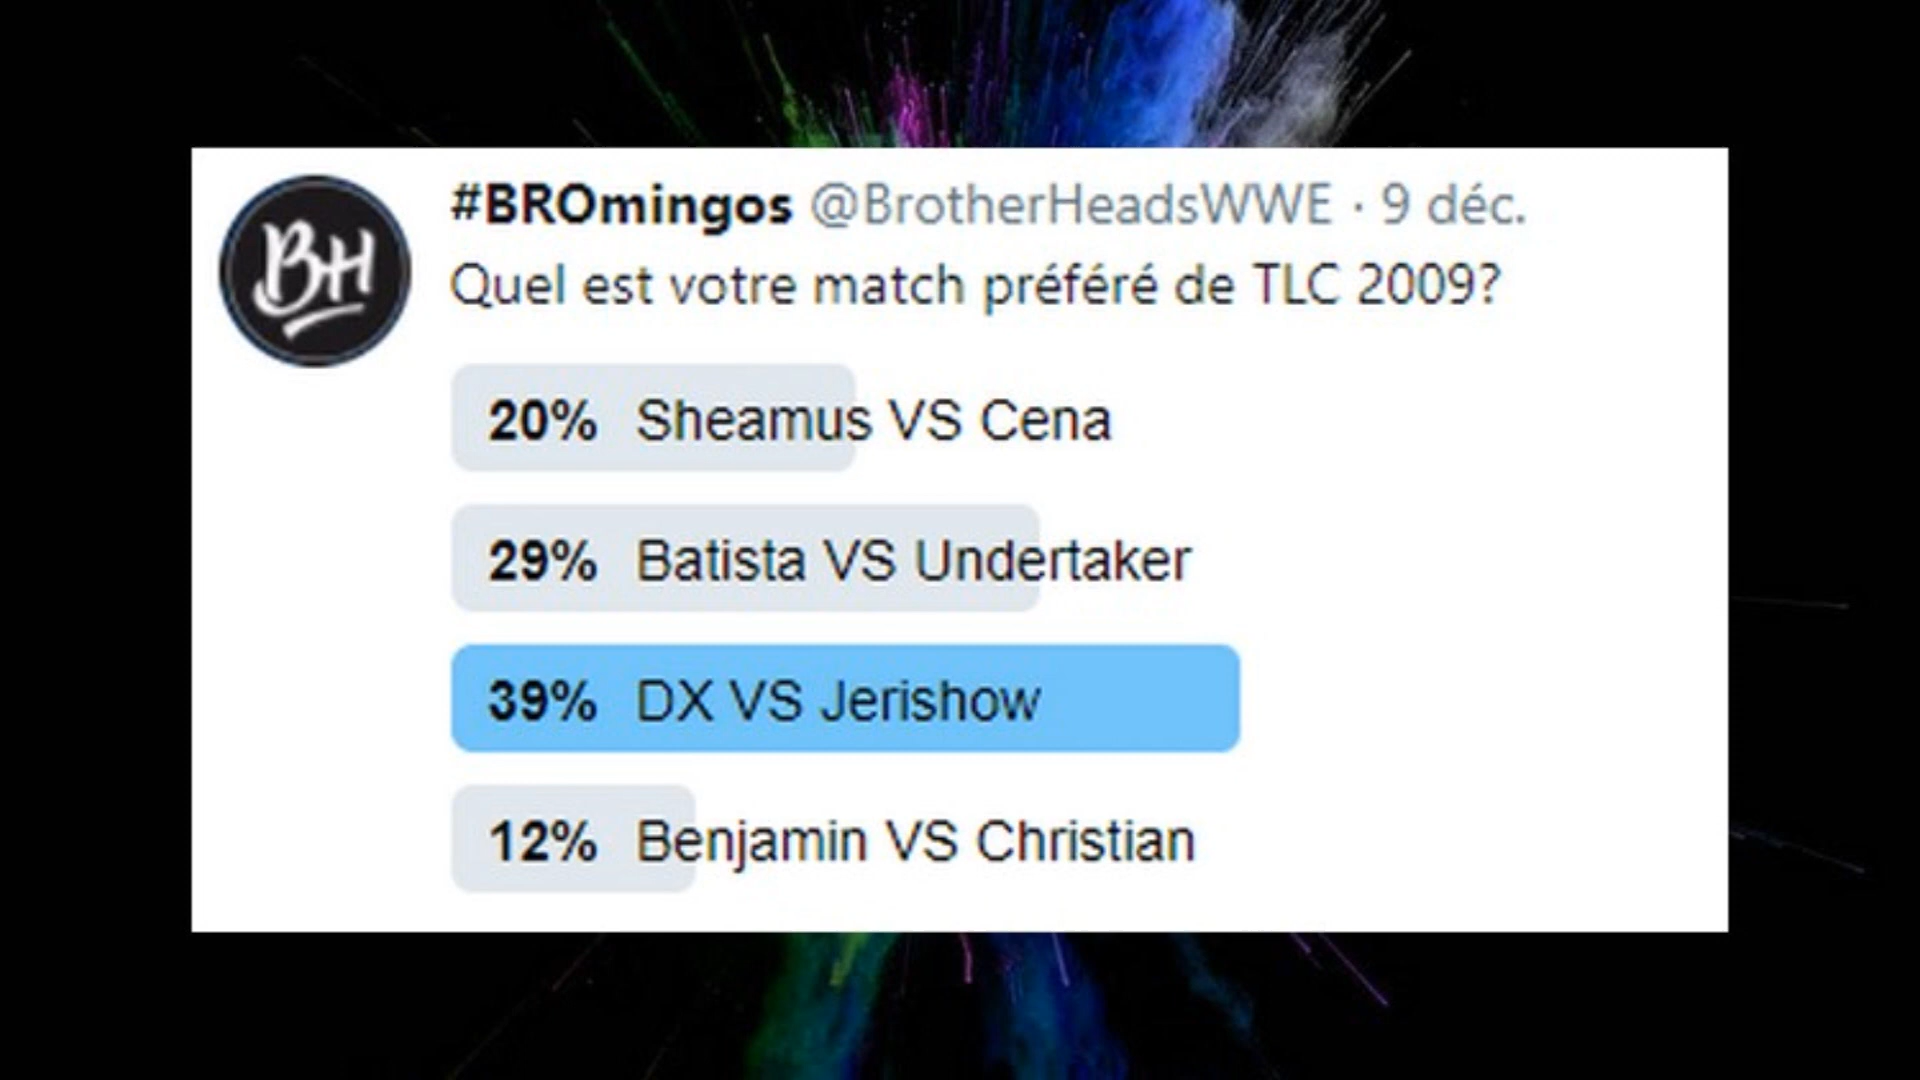 BH
#BROmingos @BrotherHeadsWWE · 9 déc.
Quel est votre match préféré de TLC 2009?
20% Sheamus VS Cena
29% Batista VS Undertaker
39% DX VS Jerishow
12% Benjamin VS Christian